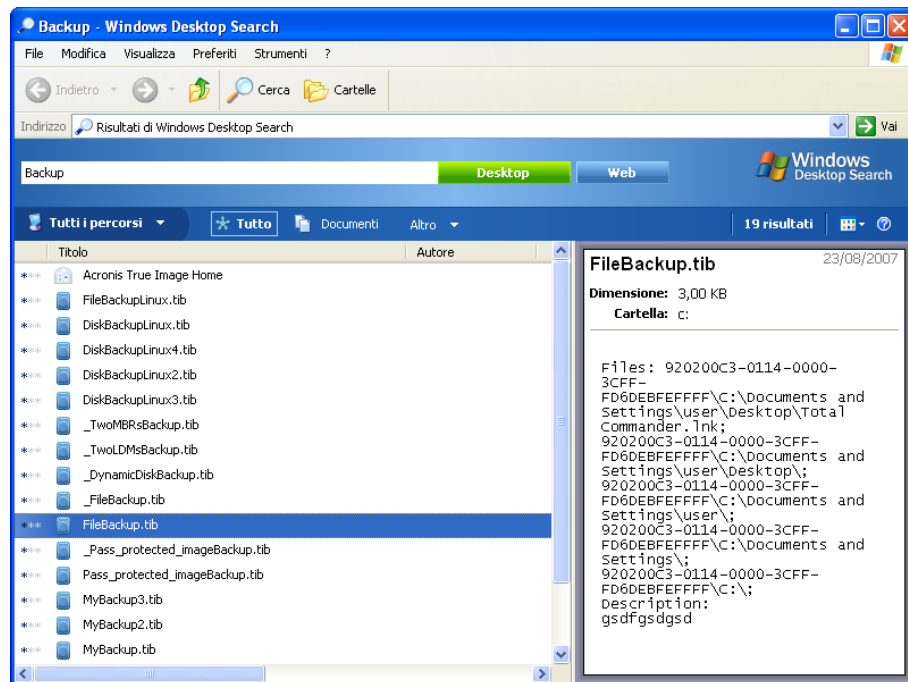 Backup - Windows Desktop Search
File Modifica Visualizza Preferiti Strumenti ?
Indietro Cerca Cartelle
Indirizzo Risultati di Windows Desktop Search Vai
Backup Desktop Web Windows Desktop Search
Tutti i percorsi Tutto Documenti Altro 19 risultati
Titolo Autore
Acronis True Image Home
FileBackupLinux.tib
DiskBackupLinux.tib
DiskBackupLinux4.tib
DiskBackupLinux2.tib
DiskBackupLinux3.tib
_TwoMBRsBackup.tib
_TwoLDMsBackup.tib
_DynamicDiskBackup.tib
_FileBackup.tib
FileBackup.tib
_Pass_protected_imageBackup.tib
Pass_protected_imageBackup.tib
MyBackup3.tib
MyBackup2.tib
MyBackup.tib
FileBackup.tib 23/08/2007
Dimensione: 3,00 KB
Cartella: c:
Files: 920200C3-0114-0000-
3CFF-
FD6DEBFEFFFF\C:\Documents and
Settings\user\Desktop\Total
Commander.lnk;
920200C3-0114-0000-3CFF-
FD6DEBFEFFFF\C:\Documents and
Settings\user\Desktop\;
920200C3-0114-0000-3CFF-
FD6DEBFEFFFF\C:\Documents and
Settings\user\;
920200C3-0114-0000-3CFF-
FD6DEBFEFFFF\C:\Documents and
Settings\;
920200C3-0114-0000-3CFF-
FD6DEBFEFFFF\C:\;
Description:
gsdfgsdgsd